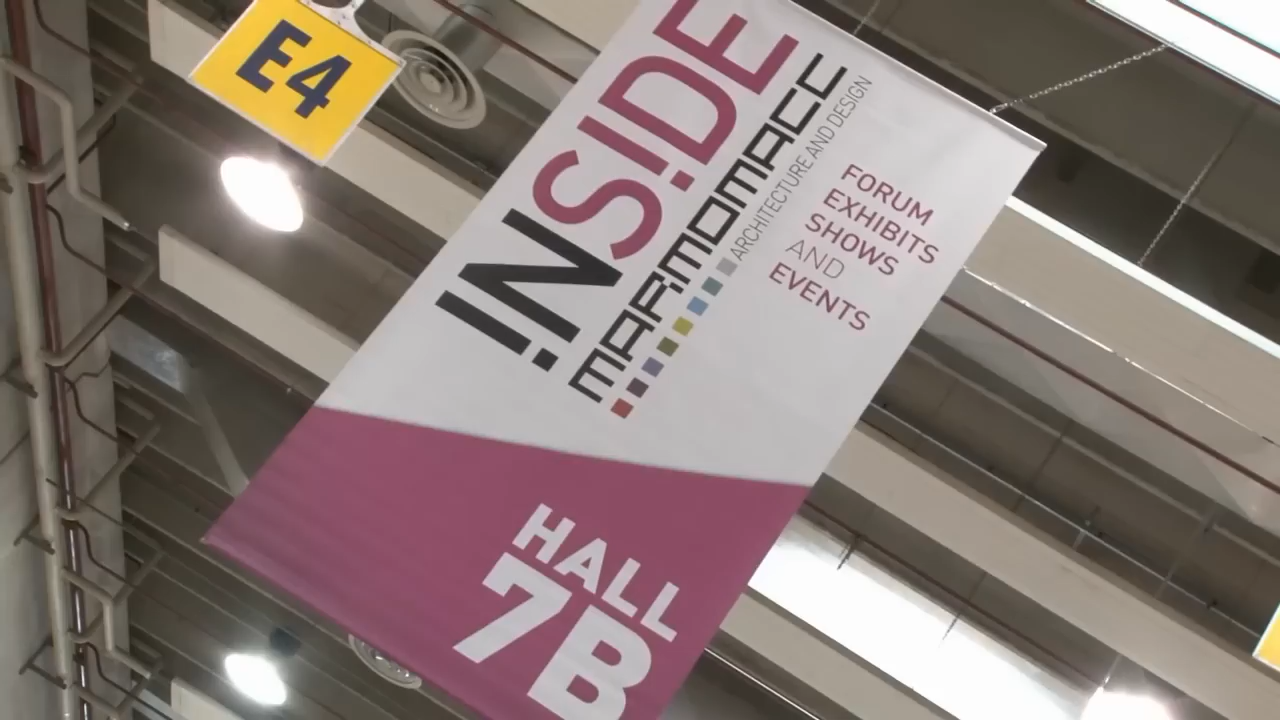 E4
INSIDE
MARMOMACC
ARCHITECTURE AND DESIGN
FORUM
EXHIBITS
SHOWS
AND
EVENTS
HALL
7B